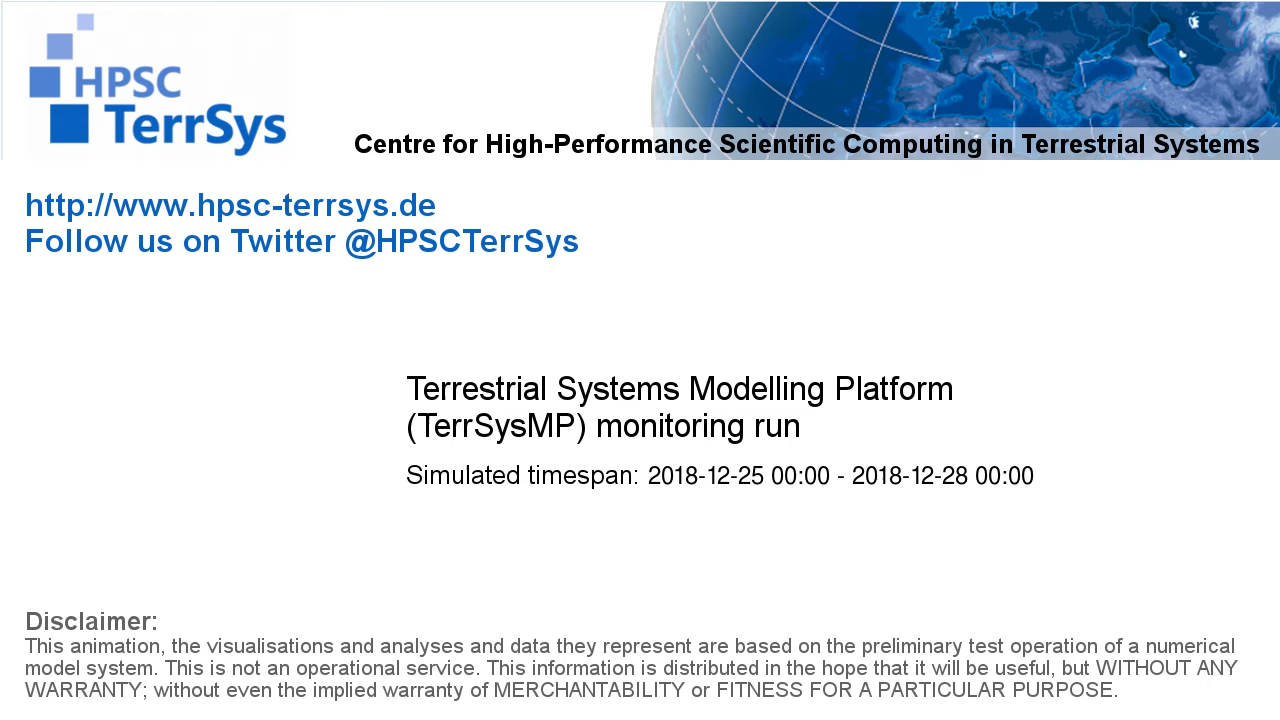 HPSC
TerrSys
Centre for High-Performance Scientific Computing in Terrestrial Systems
http://www.hpsc-terrsys.de
Follow us on Twitter @HPSCTerrSys
Terrestrial Systems Modelling Platform
(TerrSysMP) monitoring run
Simulated timespan: 2018-12-25 00:00 - 2018-12-28 00:00
Disclaimer:
This animation, the visualisations and analyses and data they represent are based on the preliminary test operation of a numerical
model system. This is not an operational service. This information is distributed in the hope that it will be useful, but WITHOUT ANY
WARRANTY; without even the implied warranty of MERCHANTABILITY or FITNESS FOR A PARTICULAR PURPOSE.